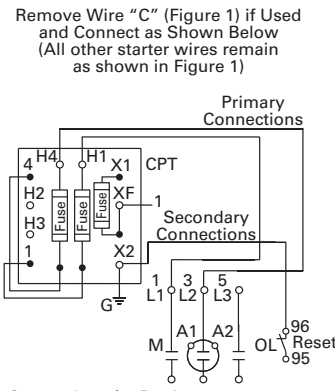 Remove Wire “C” (Figure 1) if Used
and Connect as Shown Below
(All other starter wires remain
as shown in Figure 1)
Primary
Connections
4 H4 H1 X1 CPT
H2 XF 1
H3
Fuse Fuse Fuse
Secondary
Connections
1 X2
G
1 3 5
L1 L2 L3
M A1 A2
OL 96 Reset
95